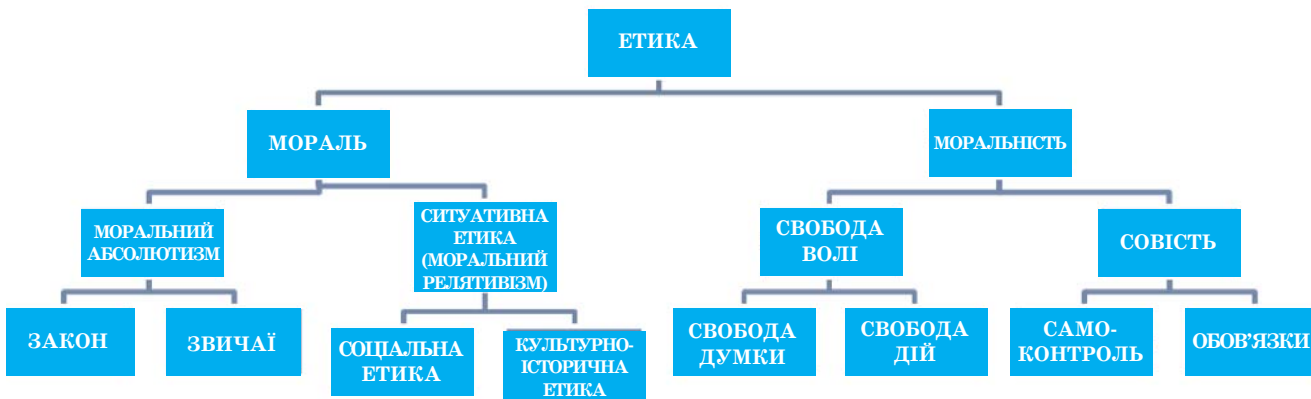 ЕТИКА
МОРАЛЬ
МОРАЛЬНІСТЬ
МОРАЛЬНИЙ
АБСОЛЮТИЗМ
СИТУАТИВНА
ЕТИКА
(МОРАЛЬНИЙ
РЕЛЯТИВІЗМ)
СВОБОДА
ВОЛІ
СОВІСТЬ
ЗАКОН
ЗВИЧАЇ
СОЦІАЛЬНА
ЕТИКА
КУЛЬТУРНО-
ІСТОРИЧНА
ЕТИКА
СВОБОДА
ДУМКИ
СВОБОДА
ДІЙ
САМО-
КОНТРОЛЬ
ОБОВ’ЯЗКИ